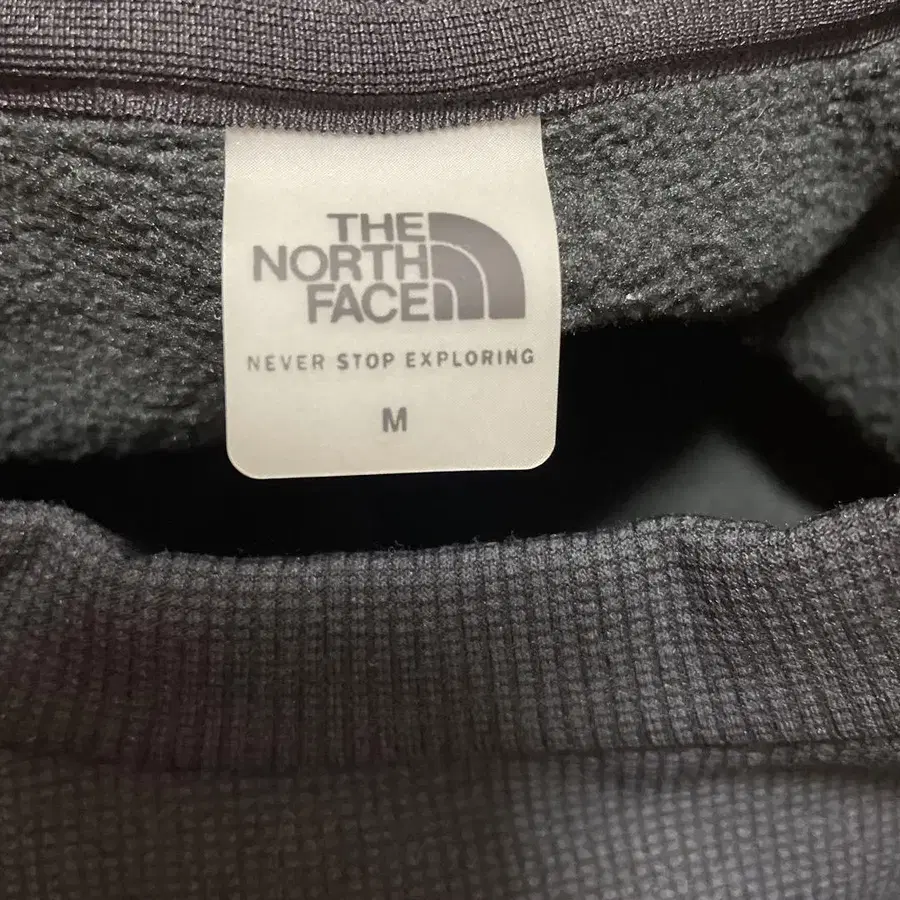 THE
NORTH
FACE
NEVER STOP EXPLORING
M